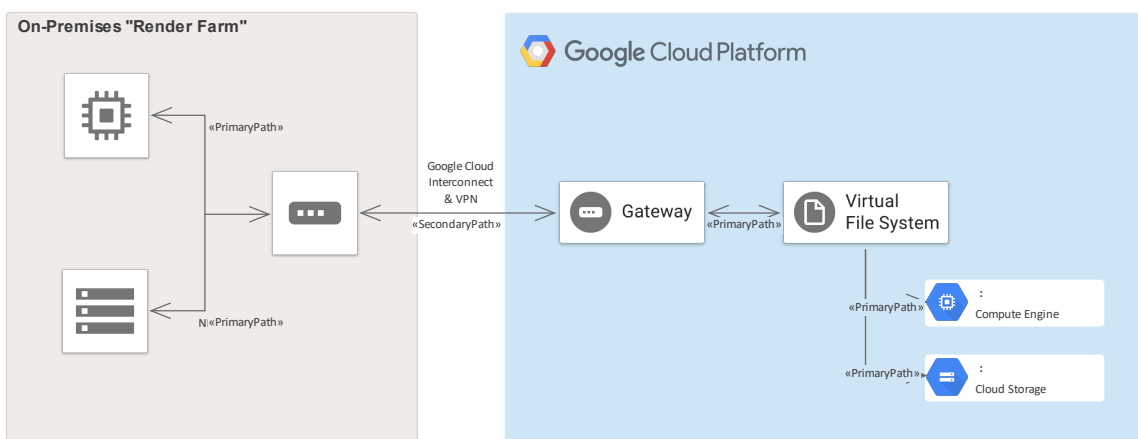 On-Premises "Render Farm"
Google Cloud Platform
«PrimaryPath»
Google Cloud
Interconnect
& VPN
«SecondaryPath»
Gateway
«PrimaryPath»
Virtual
File System
«PrimaryPath»
«PrimaryPath»
:
Compute Engine
«PrimaryPath»
:
Cloud Storage